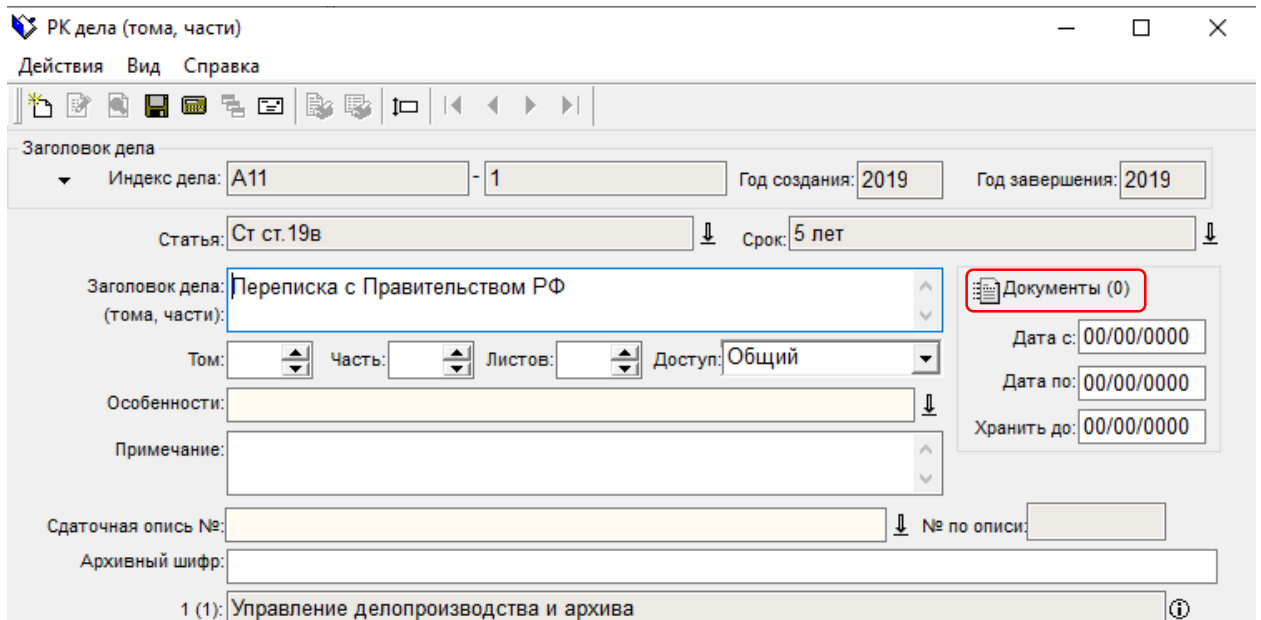 РК дела (тома, части)
Действия Вид Справка
Заголовок дела
Индекс дела: А11 - 1 Год создания: 2019 Год завершения: 2019
Статья: Ст ст.19в Срок: 5 лет
Заголовок дела: Переписка с Правительством РФ Документы (0)
(тома, части):
Дата с: 00/00/0000
Том: Часть: Листов: Доступ: Общий
Дата по: 00/00/0000
Особенности:
Хранить до: 00/00/0000
Примечание:
Сдаточная опись №: № по описи:
Архивный шифр:
1 (1): Управление делопроизводства и архива